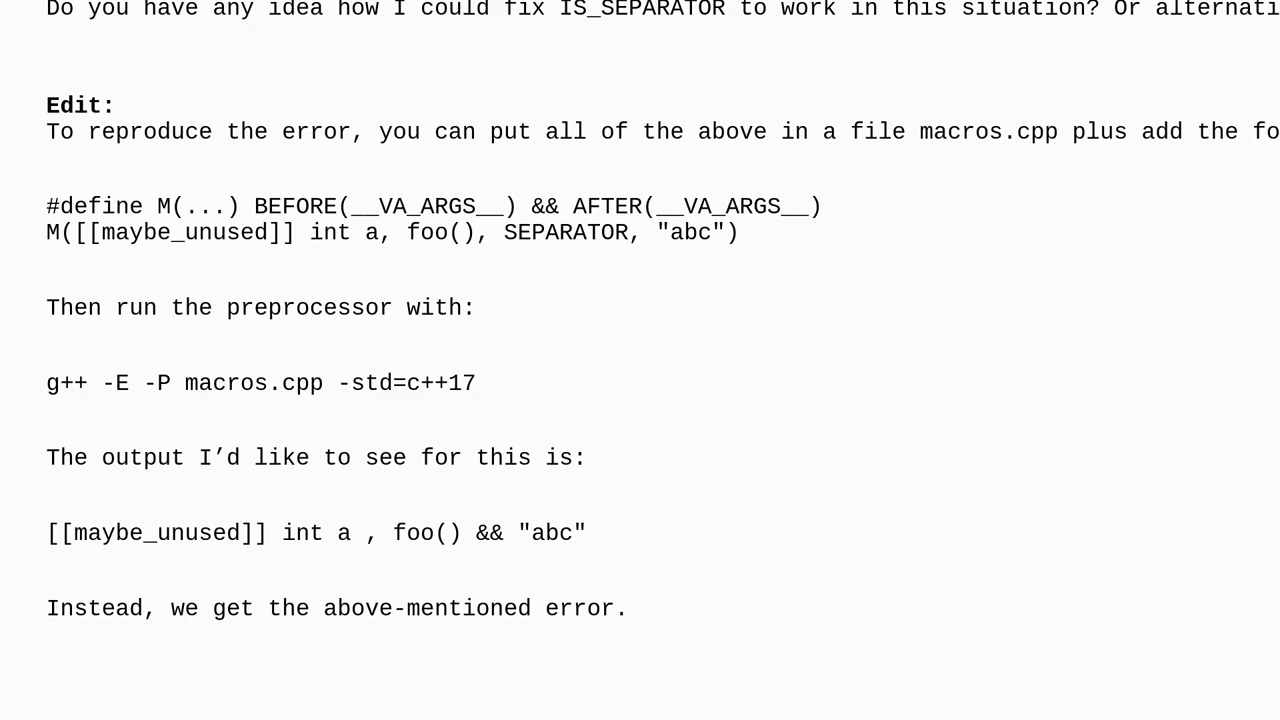 Do you have any idea how I could fix IS_SEPARATOR to work in this situation? Or
Edit:
To reproduce the error, you can put all of the above in a file macros.cpp plus add the
#define M(...) BEFORE(__VA_ARGS__) && AFTER(__VA_ARGS__)
M([[maybe_unused]] int a, foo(), SEPARATOR, "abc")
Then run the preprocessor with:
g++ -E -P macros.cpp -std=c++17
The output I’d like to see for this is:
[[maybe_unused]] int a , foo() && "abc"
Instead, we get the above-mentioned error.